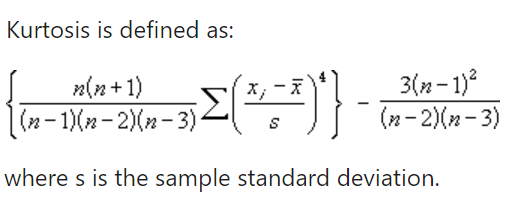 Kurtosis is defined as:
{ n(n+1) / (n-1)(n-2)(n-3) ∑ ( x_j - x̄ / s )^4 } - 3(n-1)^2 / (n-2)(n-3)
where s is the sample standard deviation.